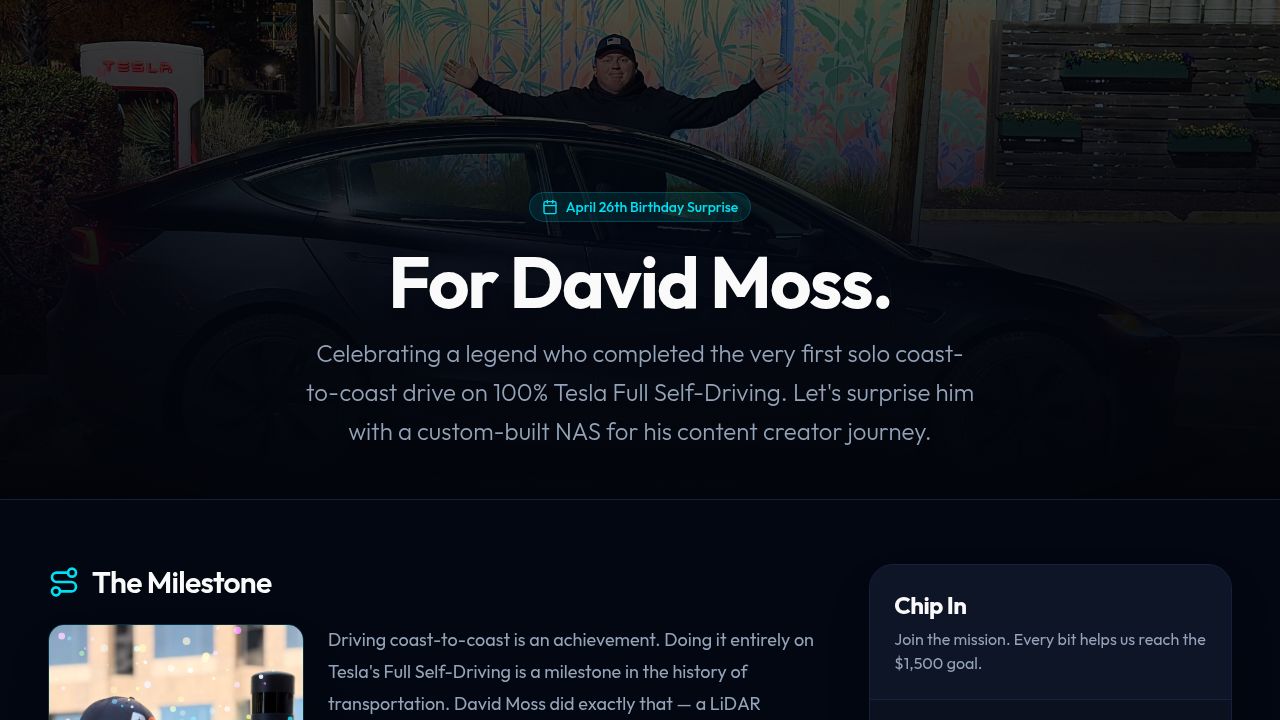 TESLA
April 26th Birthday Surprise
For David Moss.
Celebrating a legend who completed the very first solo coast-
to-coast drive on 100% Tesla Full Self-Driving. Let's surprise him
with a custom-built NAS for his content creator journey.
The Milestone
Driving coast-to-coast is an achievement. Doing it entirely on
Tesla's Full Self-Driving is a milestone in the history of
transportation. David Moss did exactly that — a LiDAR
Chip In
Join the mission. Every bit helps us reach the
$1,500 goal.